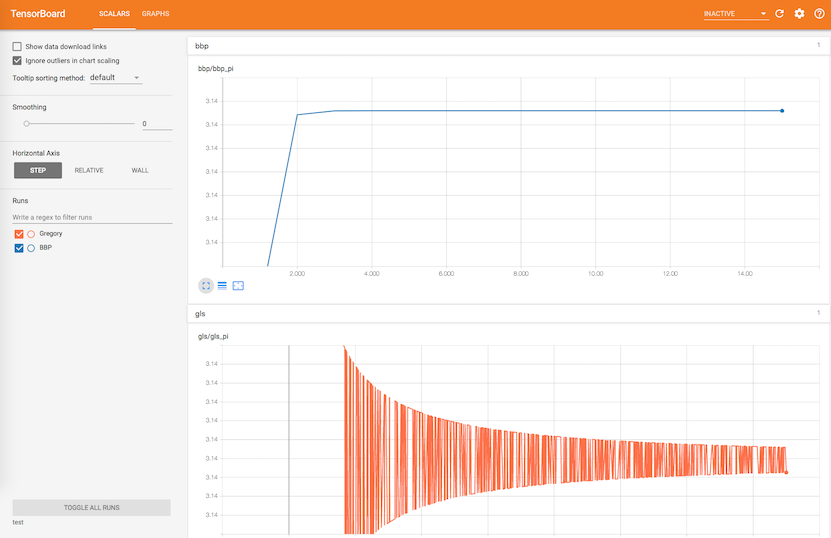 TensorBoard
SCALARS
GRAPHS
INACTIVE
Show data download links
Ignore outliers in chart scaling
Tooltip sorting method: default
Smoothing
0
Horizontal Axis
STEP
RELATIVE
WALL
Runs
Write a regex to filter runs
Gregory
BBP
TOGGLE ALL RUNS
test
bbp
1
bbp/bbp_pi
3.14
3.14
3.14
3.14
3.14
3.14
3.14
2.000
4.000
6.000
8.000
10.00
12.00
14.00
gls
1
gls/gls_pi
3.14
3.14
3.14
3.14
3.14
3.14
3.14
3.14
3.14